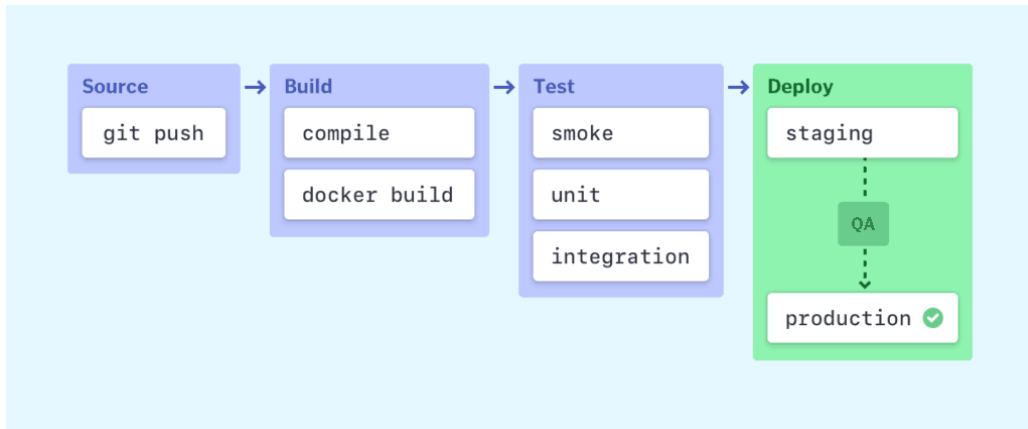 Source
git push
Build
compile
docker build
Test
smoke
unit
integration
Deploy
staging
QA
production